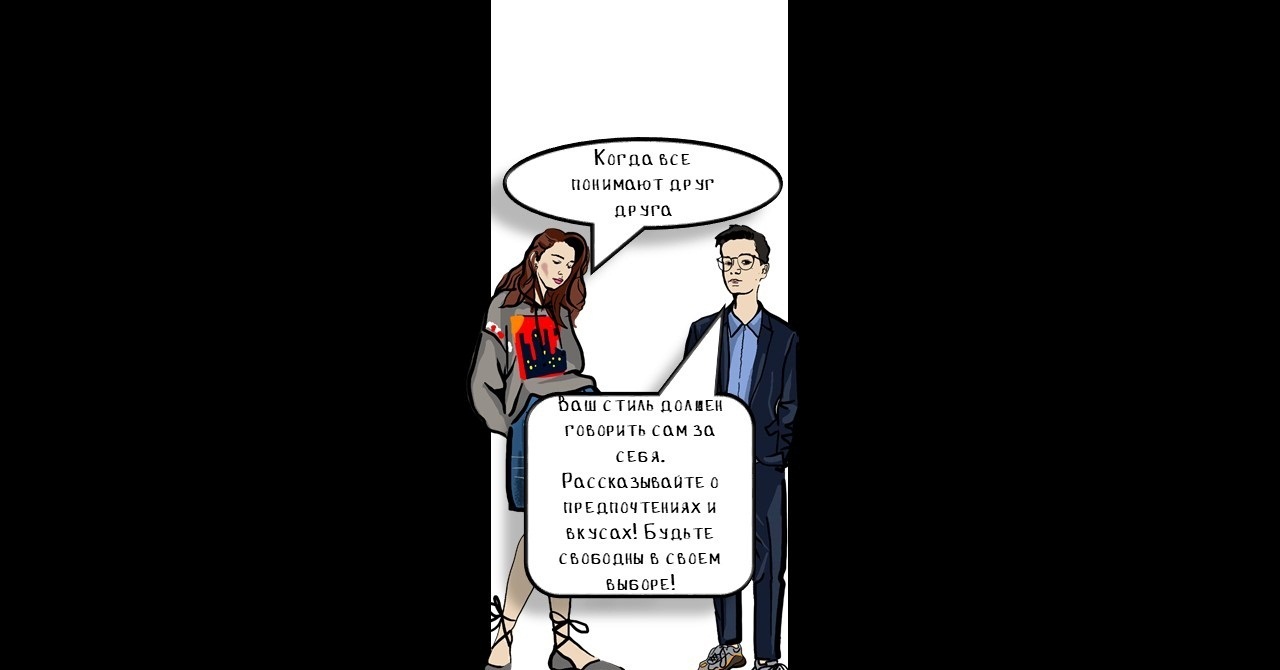 Когда все
понимают друг
друга
Ваш стиль должен
говорить сам за
себя.
Рассказывайте о
предпочтениях и
вкусах! Будьте
свободны в своем
выборе!